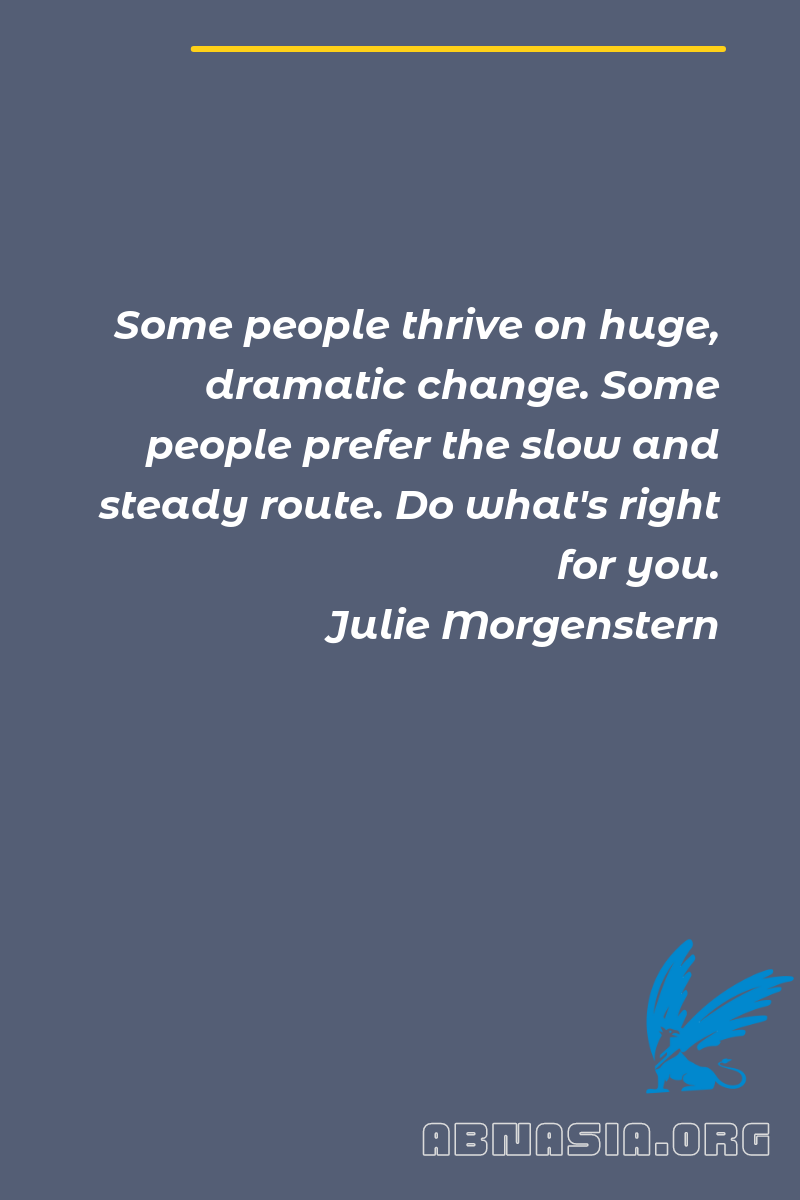 Some people thrive on huge,
dramatic change. Some
people prefer the slow and
steady route. Do what's right
for you.
Julie Morgenstern
ABNASIA.ORG